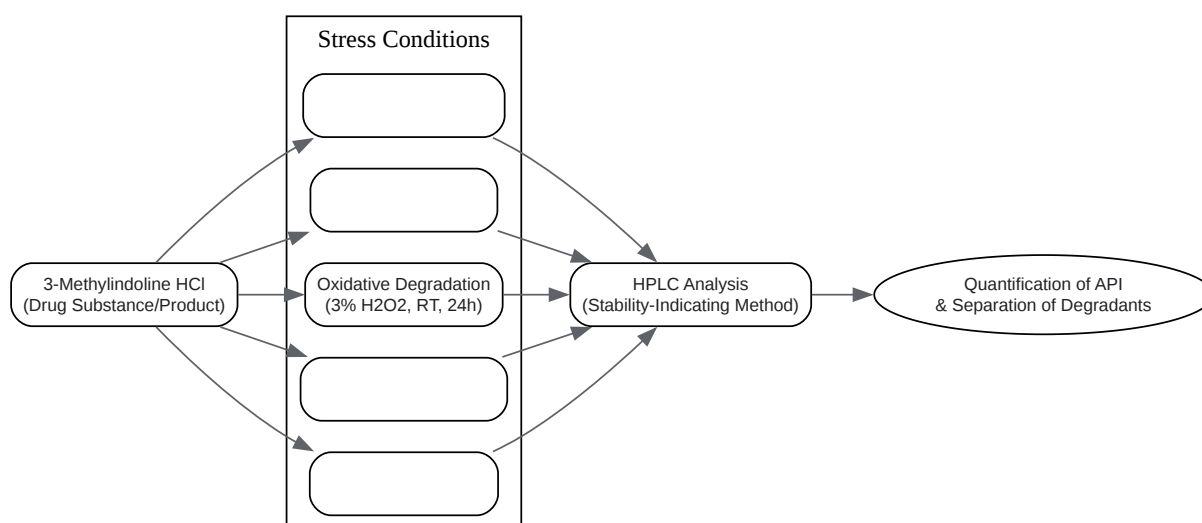 Stress Conditions
3-Methylindoline HCl
(Drug Substance/Product)
Oxidative Degradation
(3% H2O2, RT, 24h)
HPLC Analysis
(Stability-Indicating Method)
Quantification of API
& Separation of Degradants